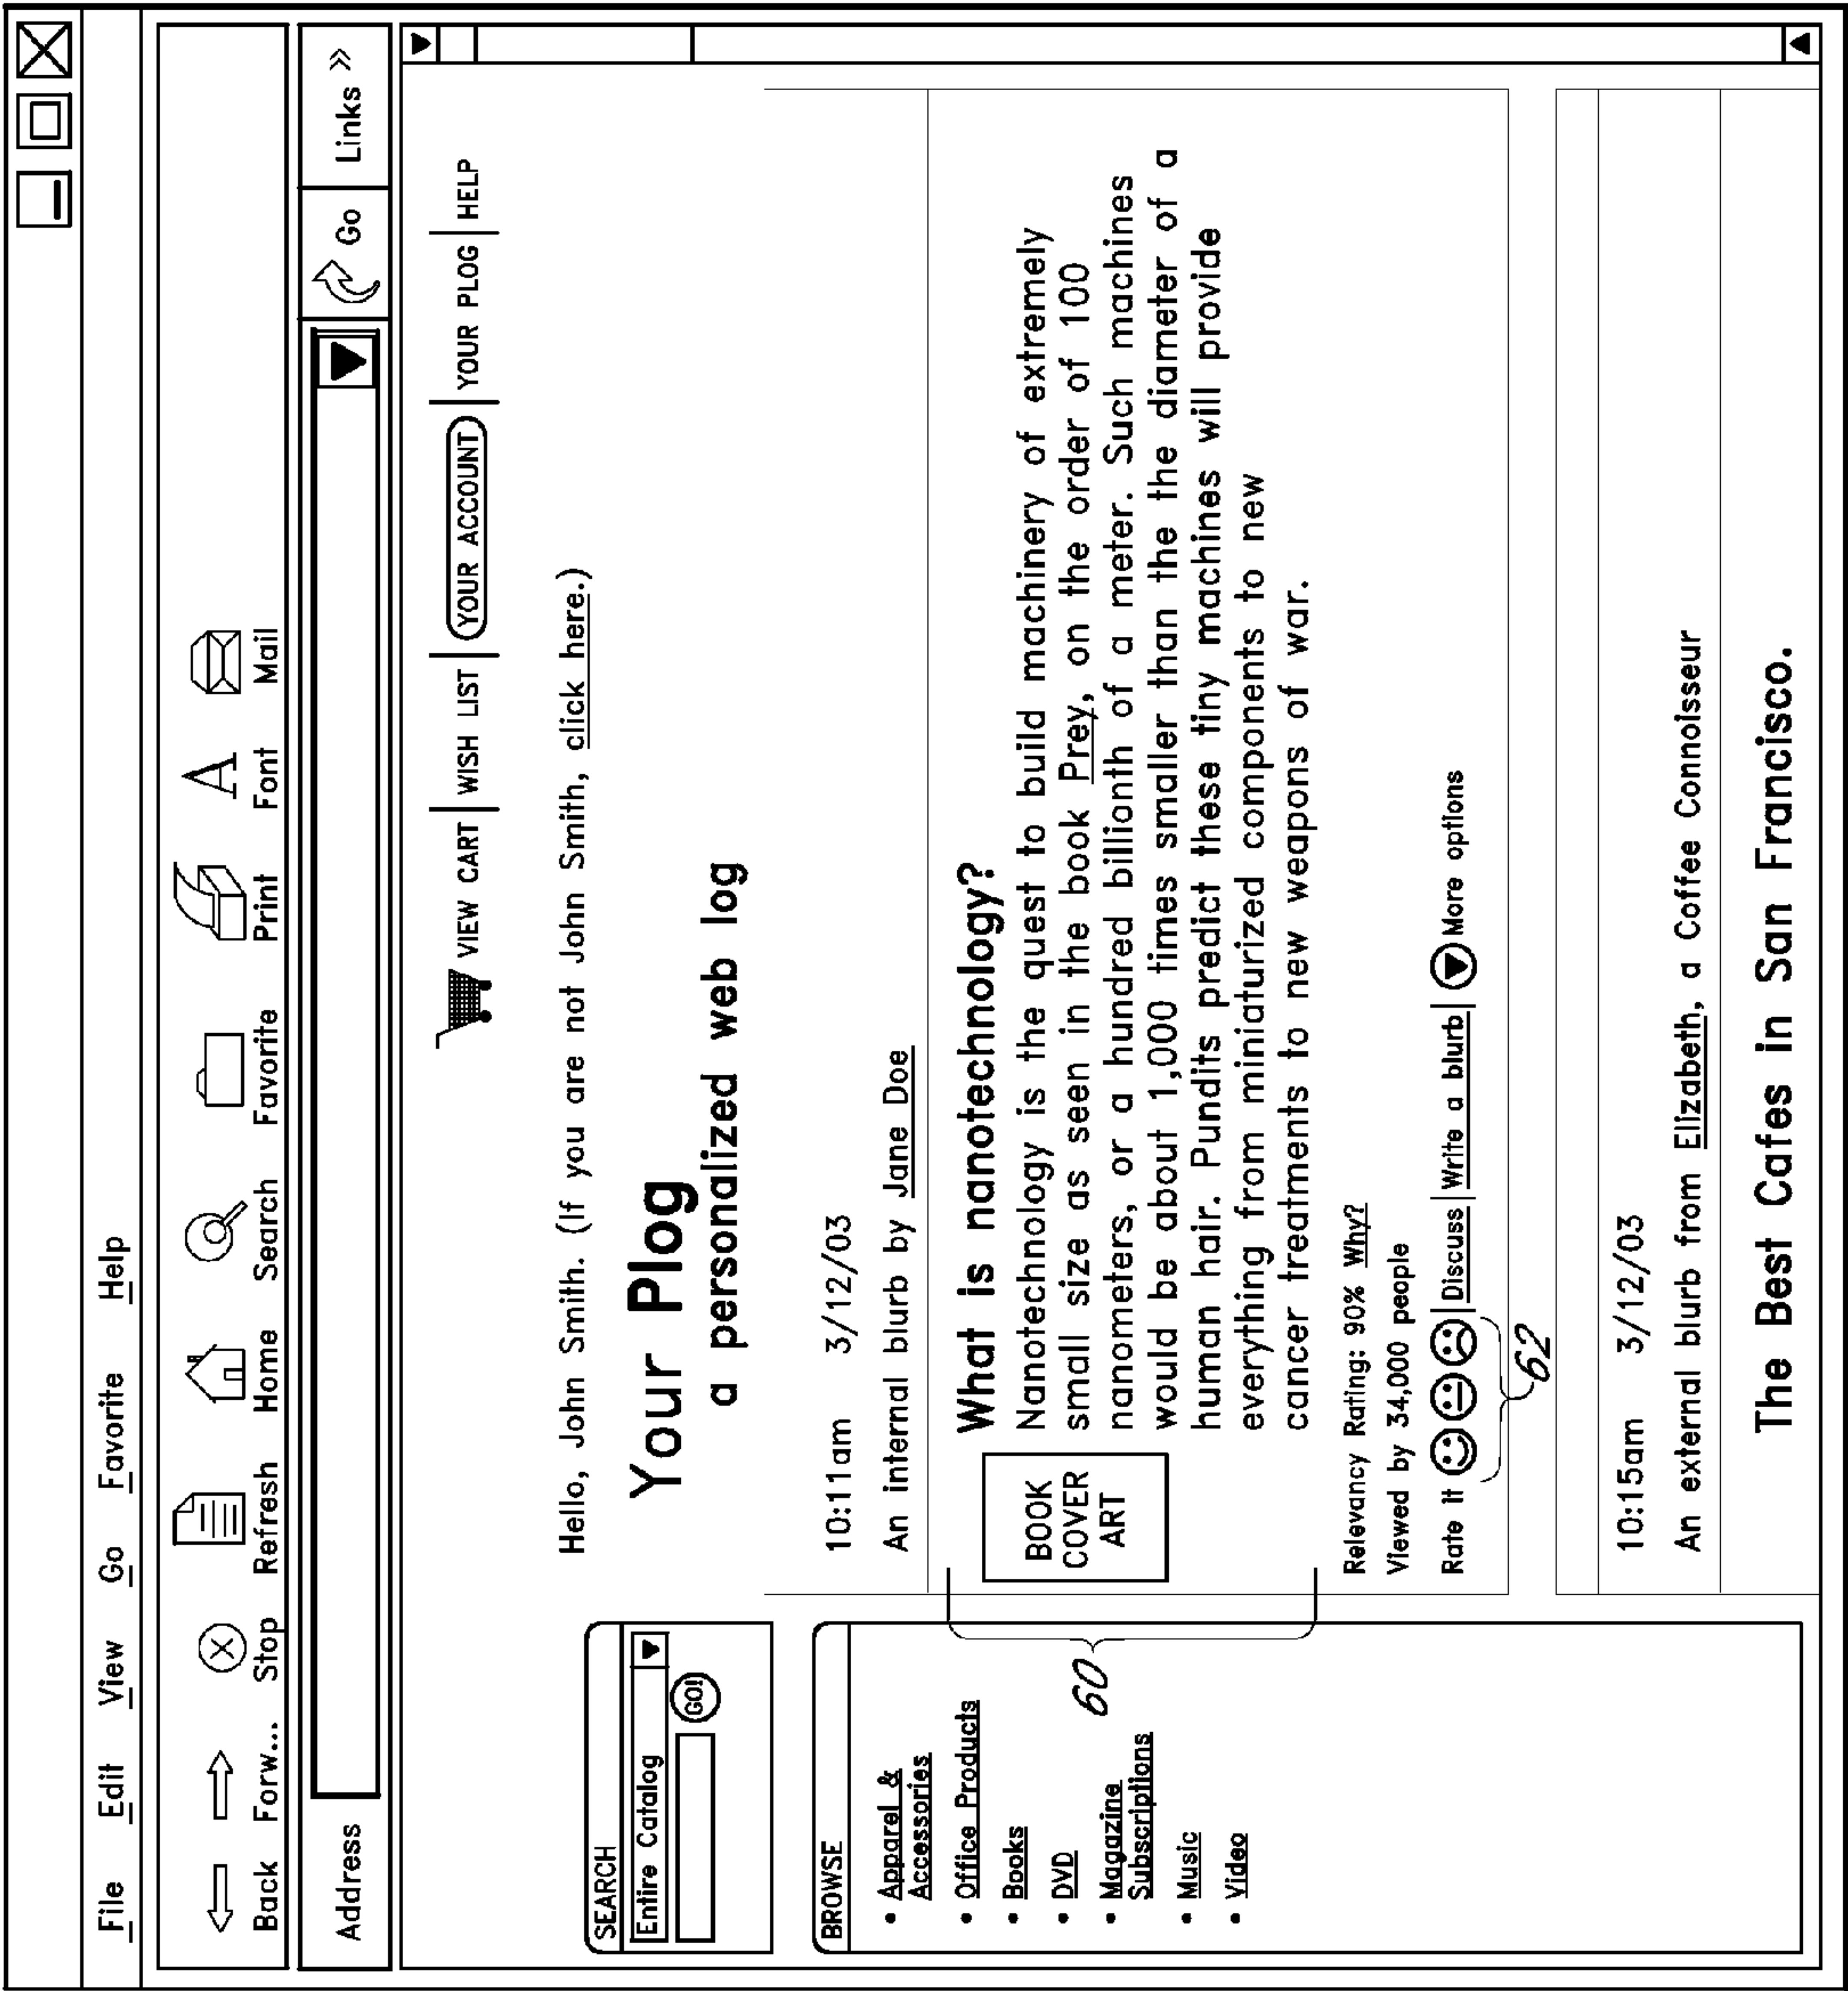 File Edit View Go Favorite Help
Back Forw... Stop Refresh Home Search Favorite Print Font Mail
Address Go Links »
VIEW CART | WISH LIST | YOUR ACCOUNT | YOUR PLOG | HELP
Hello, John Smith. (If you are not John Smith, click here.)
SEARCH
Entire Catalog
GO!
Your Plog
a personalized web log
BROWSE
• Apparel &
Accessories
• Office Products
• Books
• DVD
• Magazine
Subscriptions
• Music
• Video
10:11am 3/12/03
An internal blurb by Jane Doe
60
BOOK
COVER
ART
What is nanotechnology?
Nanotechnology is the quest to build machinery of extremely
small size as seen in the book Prey, on the order of 100
nanometers, or a hundred billionth of a meter. Such machines
would be about 1,000 times smaller than the the diameter of a
human hair. Pundits predict these tiny machines will provide
everything from miniaturized components to new
cancer treatments to new weapons of war.
Relevancy Rating: 90% Why?
Viewed by 34,000 people
Rate It | Discuss | Write a blurb | More options
62
10:15am 3/12/03
An external blurb from Elizabeth, a Coffee Connoisseur
The Best Cafes in San Francisco.